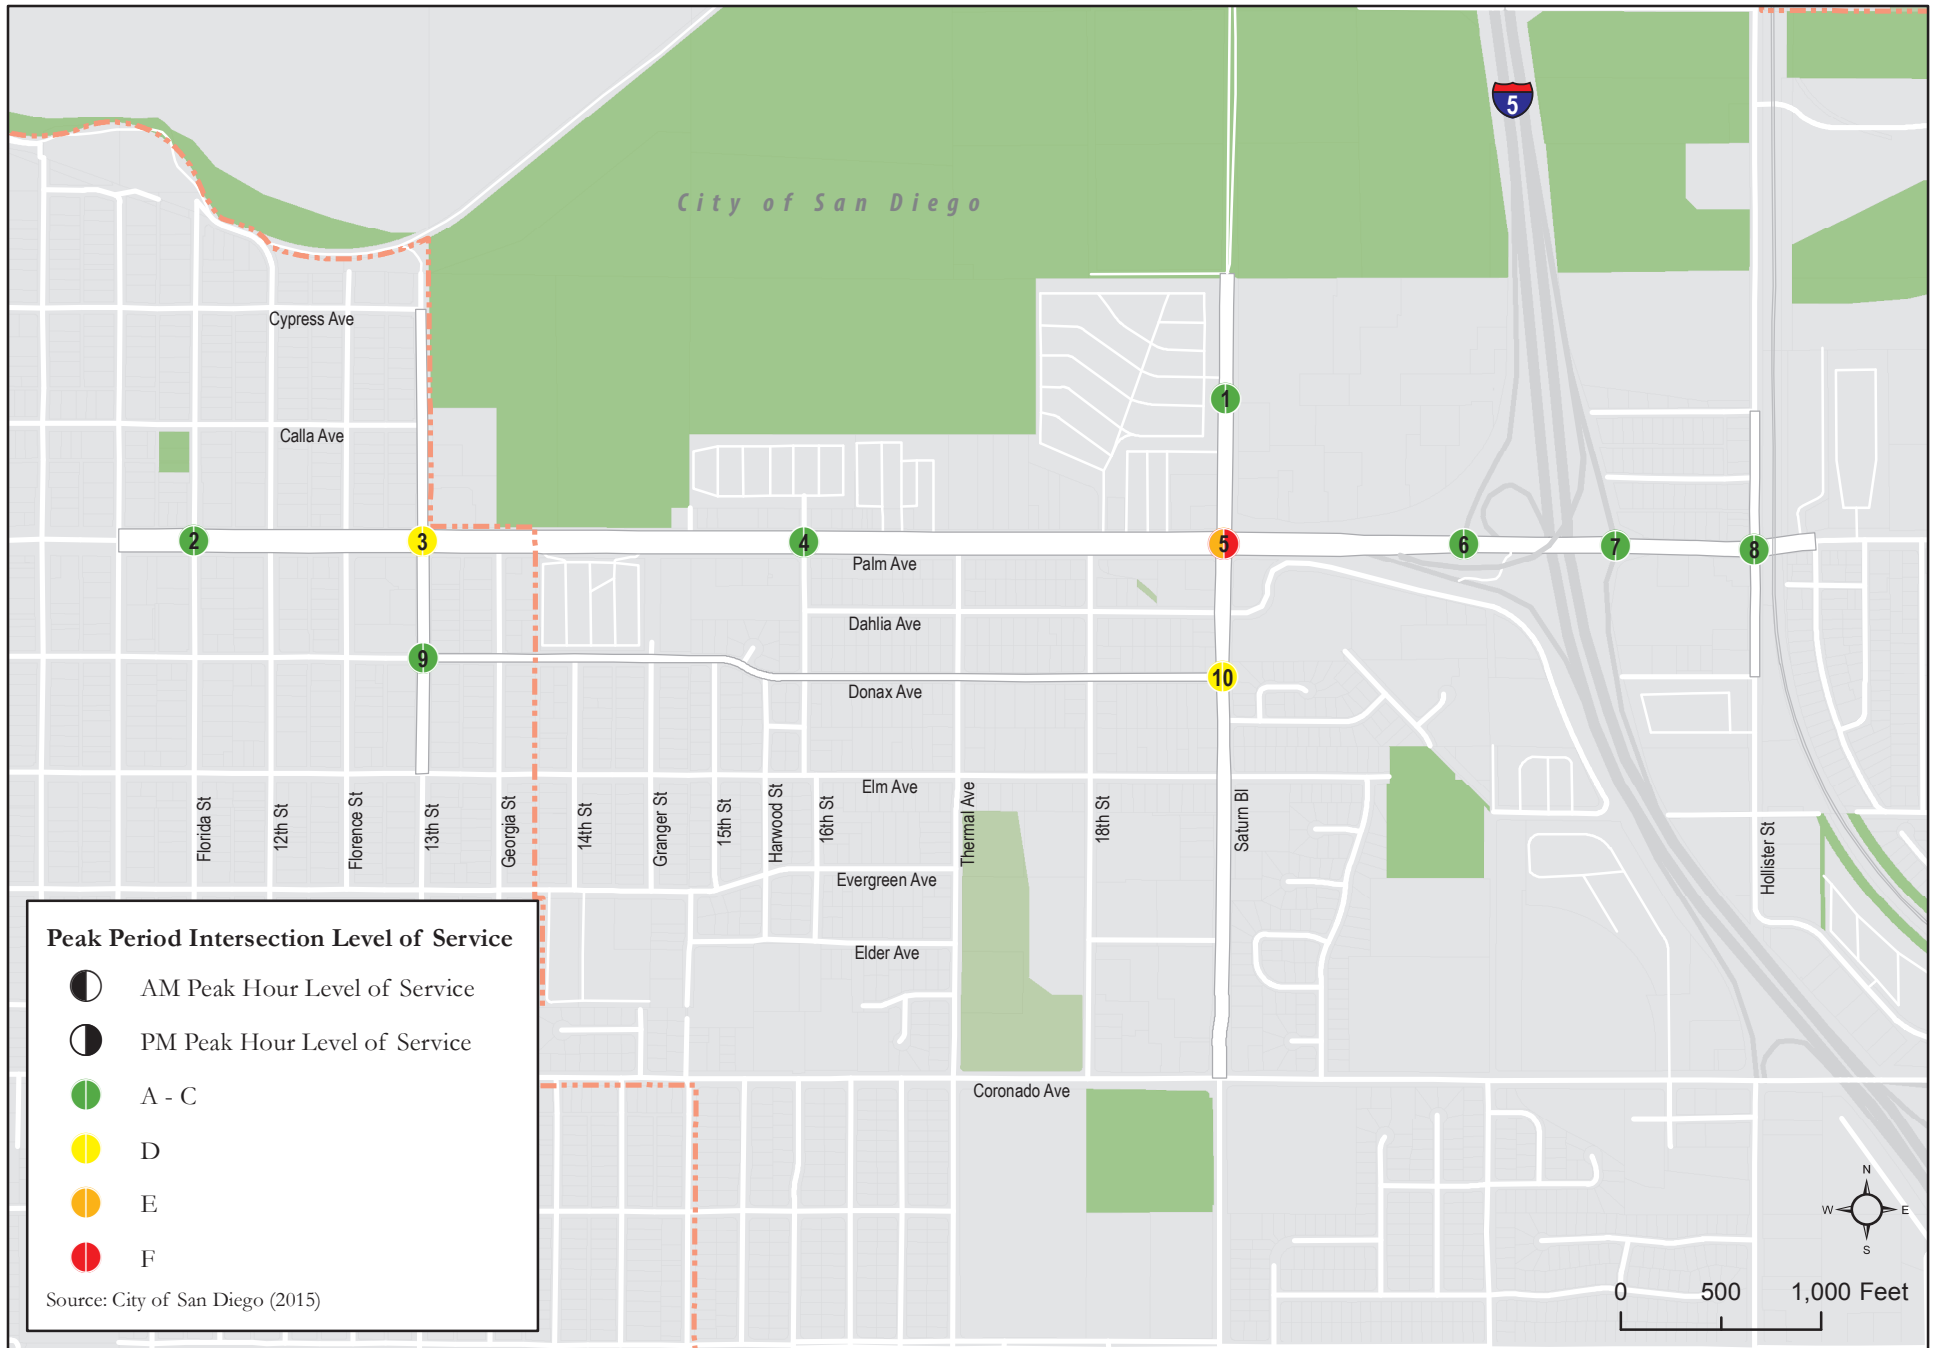 5
City of San Diego
Cypress Ave
1
Calla Ave
2
3
4
5
6
7
8
Palm Ave
Dahlia Ave
9
10
Donax Ave
Elm Ave
Florida St
12th St
Florence St
13th St
Georgia St
14th St
Granger St
15th St
Harwood St
16th St
Thermal Ave
18th St
Saturn Bl
Hollister St
Evergreen Ave
Elder Ave
Coronado Ave
Peak Period Intersection Level of Service
AM Peak Hour Level of Service
PM Peak Hour Level of Service
A - C
D
E
F
Source: City of San Diego (2015)
N
W E
S
0 500 1,000 Feet